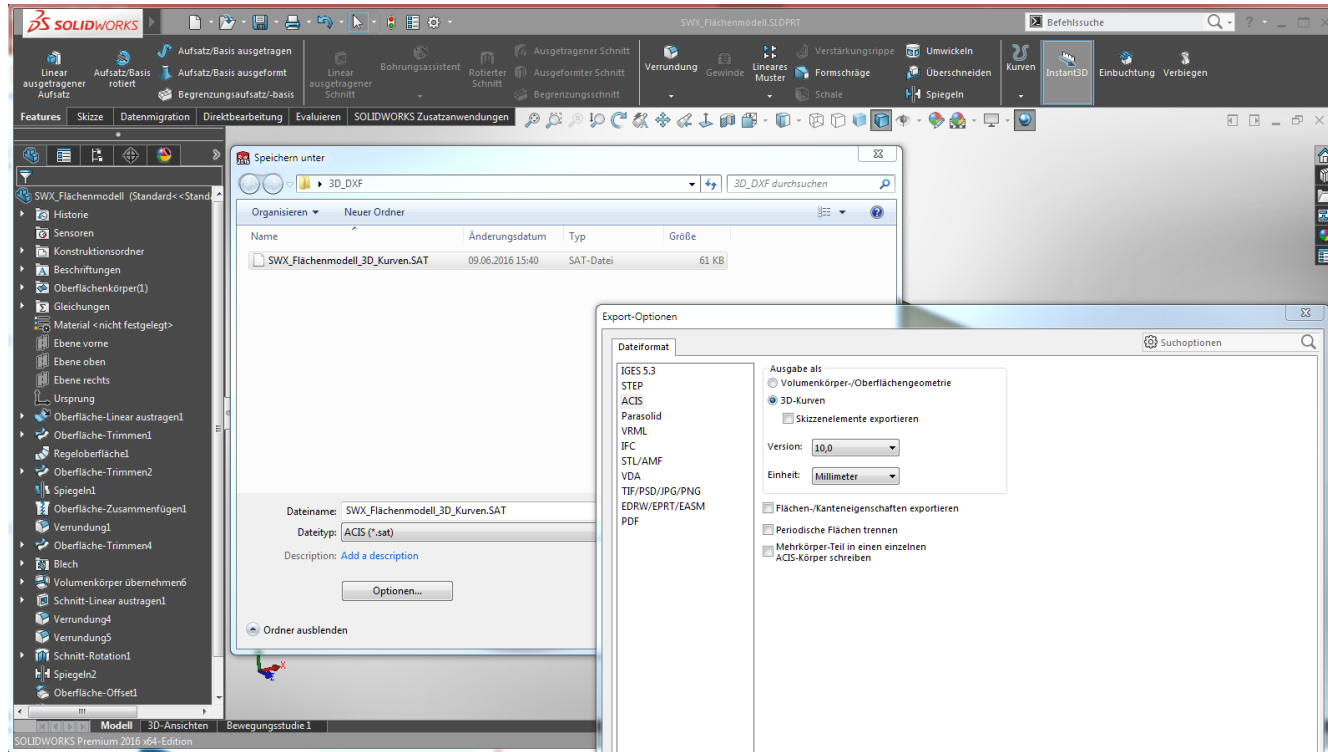 SOLIDWORKS
SWX_Flächenmodell.SLDPRT
Befehlssuche
Linear
ausgetragener
Aufsatz
Aufsatz/Basis
rotiert
Aufsatz/Basis ausgetragen
Aufsatz/Basis ausgeformt
Begrenzungsaufsatz/-basis
Linear
ausgetragener
Schnitt
Bohrungsassistent
Rotierter
Schnitt
Ausgetragener Schnitt
Ausgeformter Schnitt
Begrenzungsschnitt
Verrundung
Gewinde
Lineares
Muster
Verstärkungsrippe
Formschräge
Schale
Umwickeln
Überschneiden
Spiegeln
Kurven
Instant3D
Einbuchtung
Verbiegen
Features
Skizze
Datenmigration
Direktbearbeitung
Evaluieren
SOLIDWORKS Zusatzanwendungen
SWX_Flächenmodell (Standard<<Stand
Historie
Sensoren
Konstruktionsordner
Beschriftungen
Oberflächenkörper(1)
Gleichungen
Material <nicht festgelegt>
Ebene vorne
Ebene oben
Ebene rechts
Ursprung
Oberfläche-Linear austragen1
Oberfläche-Trimmen1
Regeloberfläche1
Oberfläche-Trimmen2
Spiegeln1
Oberfläche-Zusammenfügen1
Verrundung1
Oberfläche-Trimmen4
Blech
Volumenkörper übernehmen6
Schnitt-Linear austragen1
Verrundung4
Verrundung5
Schnitt-Rotation1
Spiegeln2
Oberfläche-Offset1
Speichern unter
3D_DXF
3D_DXF durchsuchen
Organisieren
Neuer Ordner
Name
Änderungsdatum
Typ
Größe
SWX_Flächenmodell_3D_Kurven.SAT
09.06.2016 15:40
SAT-Datei
61 KB
Dateiname: SWX_Flächenmodell_3D_Kurven.SAT
Dateityp: ACIS (*.sat)
Description: Add a description
Optionen...
Ordner ausblenden
Export-Optionen
Dateiformat
Suchoptionen
IGES 5.3
STEP
ACIS
Parasolid
VRML
IFC
STL/AMF
VDA
TIF/PSD/JPG/PNG
EDRW/EPRT/EASM
PDF
Ausgabe als
Volumenkörper-/Oberflächengeometrie
3D-Kurven
Skizzenelemente exportieren
Version: 10,0
Einheit: Millimeter
Flächen-/Kanteneigenschaften exportieren
Periodische Flächen trennen
Mehrkörper-Teil in einen einzelnen
ACIS-Körper schreiben
X
Z
Modell
3D-Ansichten
Bewegungsstudie 1
SOLIDWORKS Premium 2016 x64-Edition